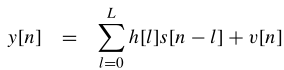 y[n] = \sum_{l=0}^{L} h[l]s[n − l] + v[n]